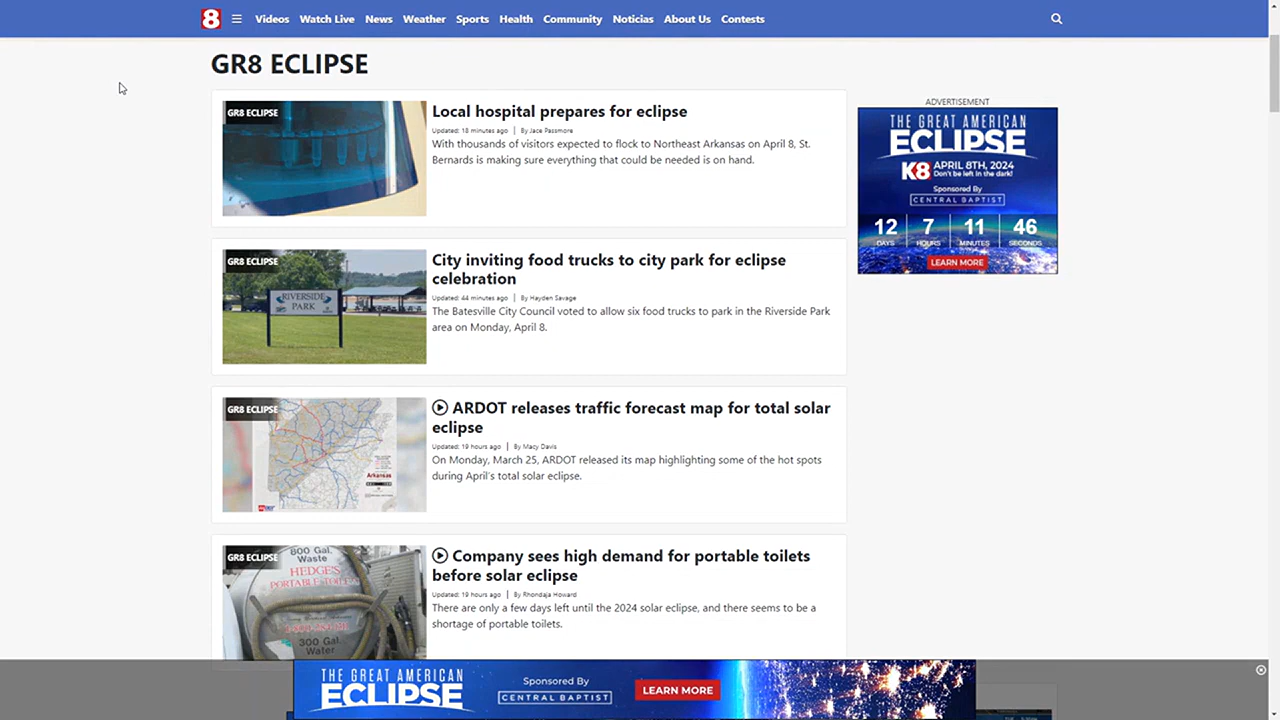 8 Videos Watch Live News Weather Sports Health Community Noticias About Us Contests
GR8 ECLIPSE
GR8 ECLIPSE
Local hospital prepares for eclipse
Updated: 18 minutes ago | By Jace Passmore
With thousands of visitors expected to flock to Northeast Arkansas on April 8, St.
Bernards is making sure everything that could be needed is on hand.
ADVERTISEMENT
THE GREAT AMERICAN
ECLIPSE
K8 APRIL 8TH, 2024
Don't be left in the dark!
Sponsored By
CENTRAL BAPTIST
12 7 11 46
DAYS HOURS MINUTES SECONDS
LEARN MORE
GR8 ECLIPSE
RIVERSIDE
PARK
City inviting food trucks to city park for eclipse
celebration
Updated: 44 minutes ago | By Hayden Savage
The Batesville City Council voted to allow six food trucks to park in the Riverside Park
area on Monday, April 8.
GR8 ECLIPSE
Arkansas
ARDOT releases traffic forecast map for total solar
eclipse
Updated: 19 hours ago | By Macy Davis
On Monday, March 25, ARDOT released its map highlighting some of the hot spots
during April's total solar eclipse.
GR8 ECLIPSE
800 Gal.
Waste
HEDGE'S
PORTABLE TOILETS
300 Gal.
Water
Company sees high demand for portable toilets
before solar eclipse
Updated: 19 hours ago | By Rhondaja Howard
There are only a few days left until the 2024 solar eclipse, and there seems to be a
shortage of portable toilets.
THE GREAT AMERICAN
ECLIPSE
Sponsored By
CENTRAL BAPTIST
LEARN MORE